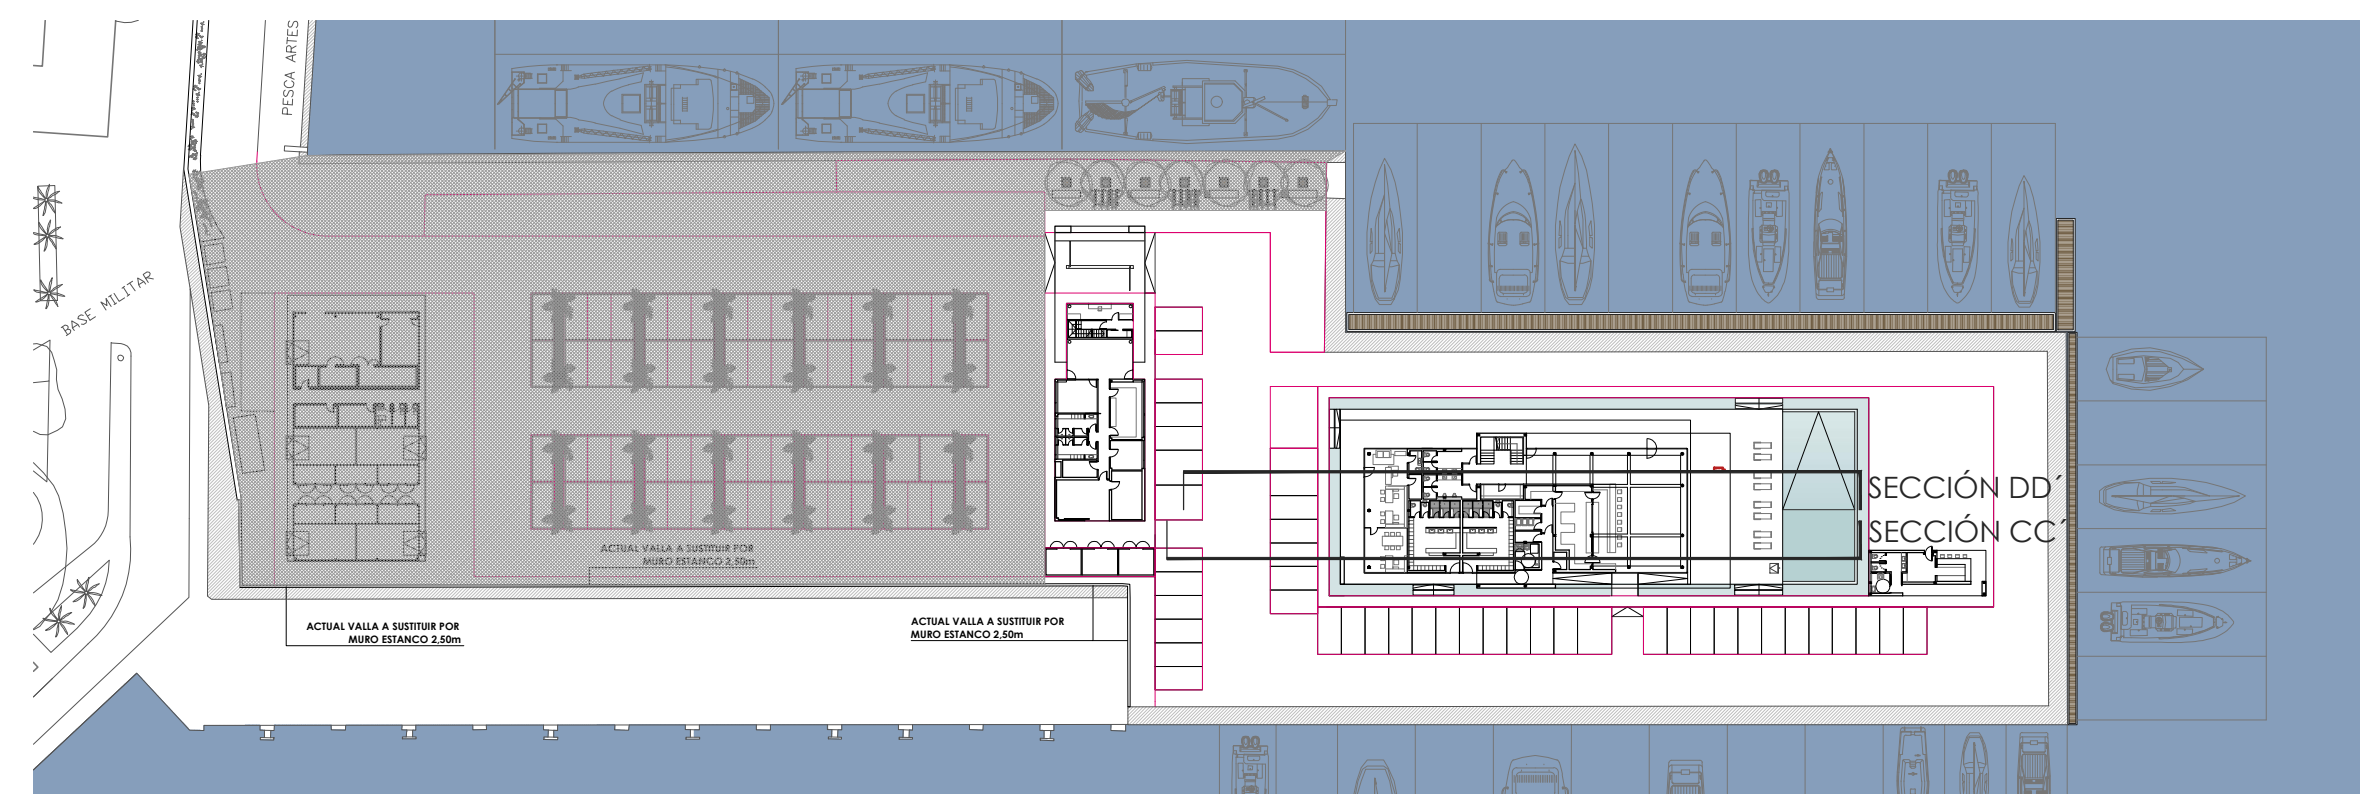 PESCA ARTES
BASE MILITAR
SECCIÓN DD´
SECCIÓN CC´
ACTUAL VALLA A SUSTITUIR POR
MURO ESTANCO 2,50m
ACTUAL VALLA A SUSTITUIR POR
MURO ESTANCO 2,50m
ACTUAL VALLA A SUSTITUIR POR
MURO ESTANCO 2,50m